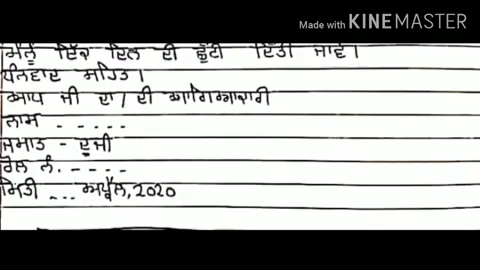 Made with KINEMASTER
ਮੈਨੂੰ ਇੱਕ ਦਿਨ ਦੀ ਛੁੱਟੀ ਦਿੱਤੀ ਜਾਵੇ।
ਧੰਨਵਾਦ ਸਹਿਤ।
ਆਪ ਜੀ ਦਾ/ਦੀ ਆਗਿਆਕਾਰੀ
ਨਾਮ - - - - -
ਜਮਾਤ - ਦੂਜੀ
ਰੋਲ ਨੰ. - - - -
ਮਿਤੀ ... ਅਪ੍ਰੈਲ, 2020